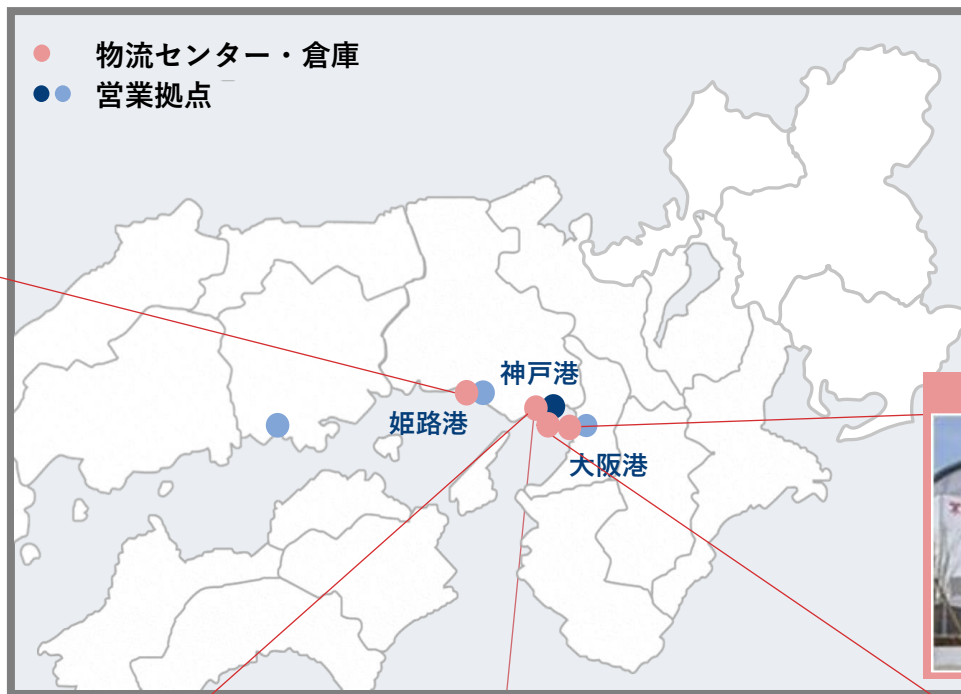 物流センター・倉庫
営業拠点
神戸港
姫路港
大阪港